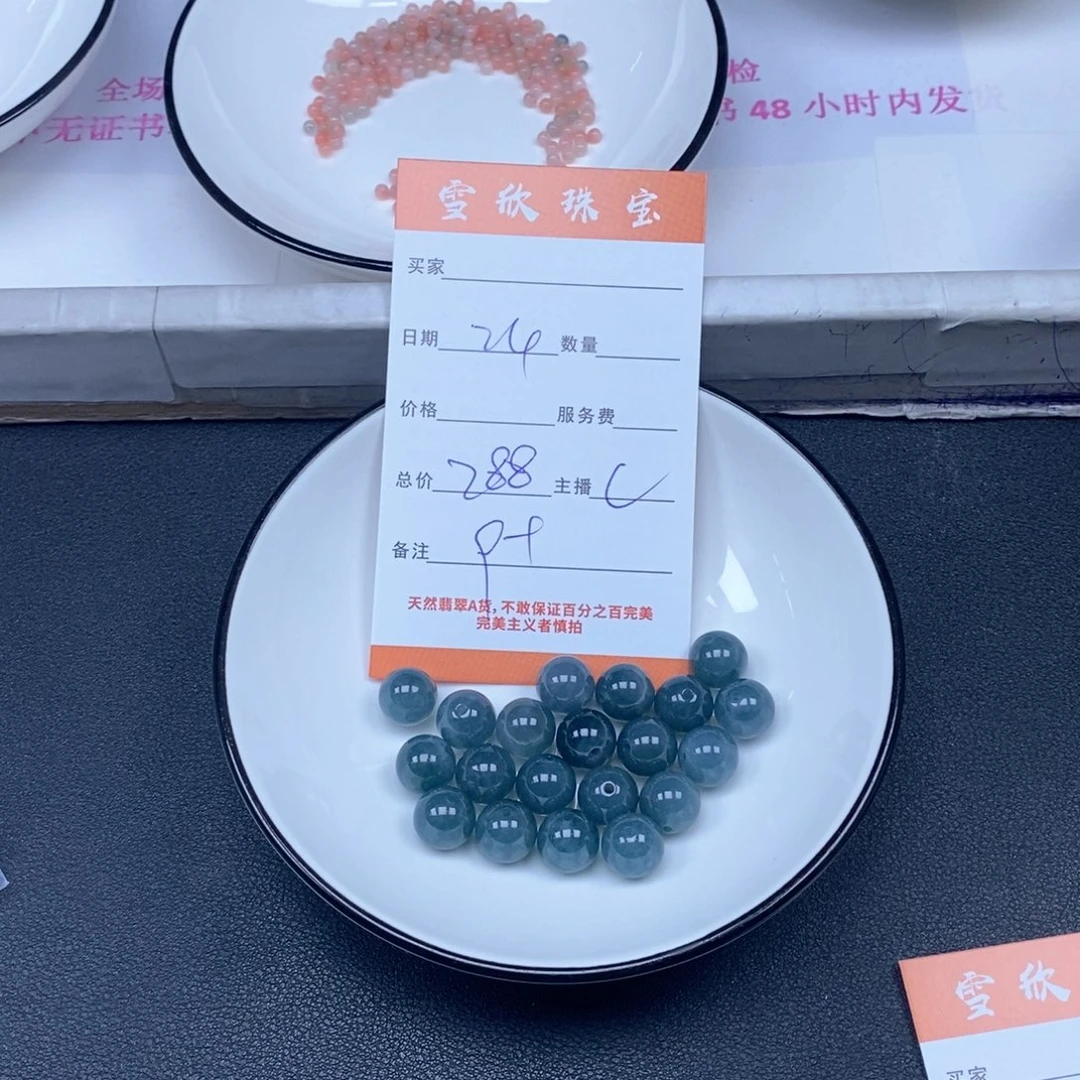 全场
无证书
检
书 48 小时内发货
雪欣珠宝
买家
日期 24 数量
价格 服务费
总价 288 主播 C
备注 pt
天然翡翠A货，不敢保证百分之百完美
完美主义者慎拍
雪欣
买家